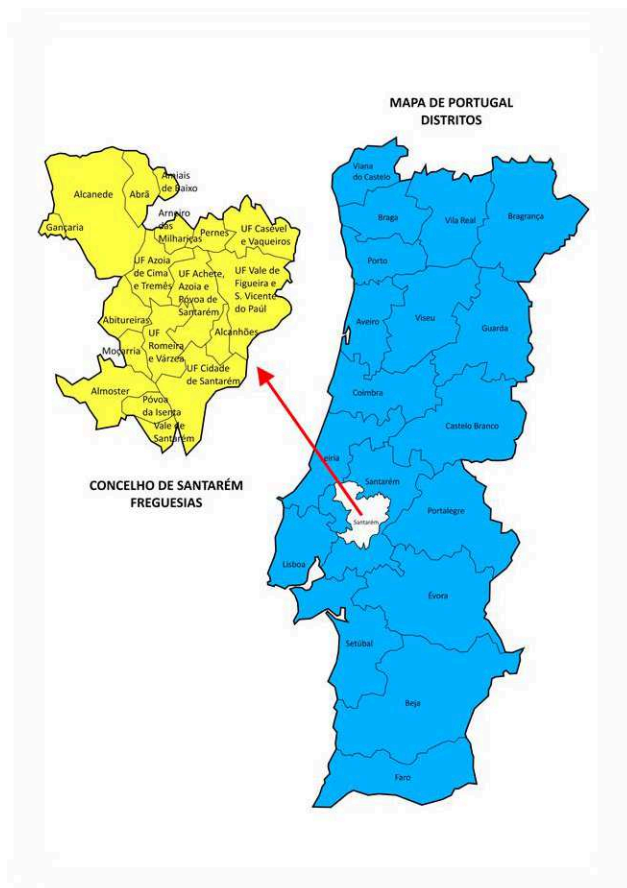 MAPA DE PORTUGAL
DISTRITOS
Viana
do Castelo
Braga
Vila Real
Bragrança
Porto
Aveiro
Viseu
Guarda
Coimbra
Castelo Branco
Santarém
Santarém
Portalegre
Lisboa
Évora
Setúbal
Beja
Faro
Alcanede
Abrã
Amiais
de Baixo
Gançaria
Arneiro
das
Milhariças
Pernes
UF Casével
e Vaqueiros
UF Azoia
de Cima
e Tremês
UF Achete,
Azoia e
Póvoa de
Santarém
UF Vale de
Figueira e
S. Vicente
do Paúl
Abitureiras
Alcanhões
Moçarria
UF
Romeira
e Várzea
UF Cidade
de Santarém
Almoster
Póvoa
da Isenta
Vale de
Santarém
CONCELHO DE SANTARÉM
FREGUESIAS